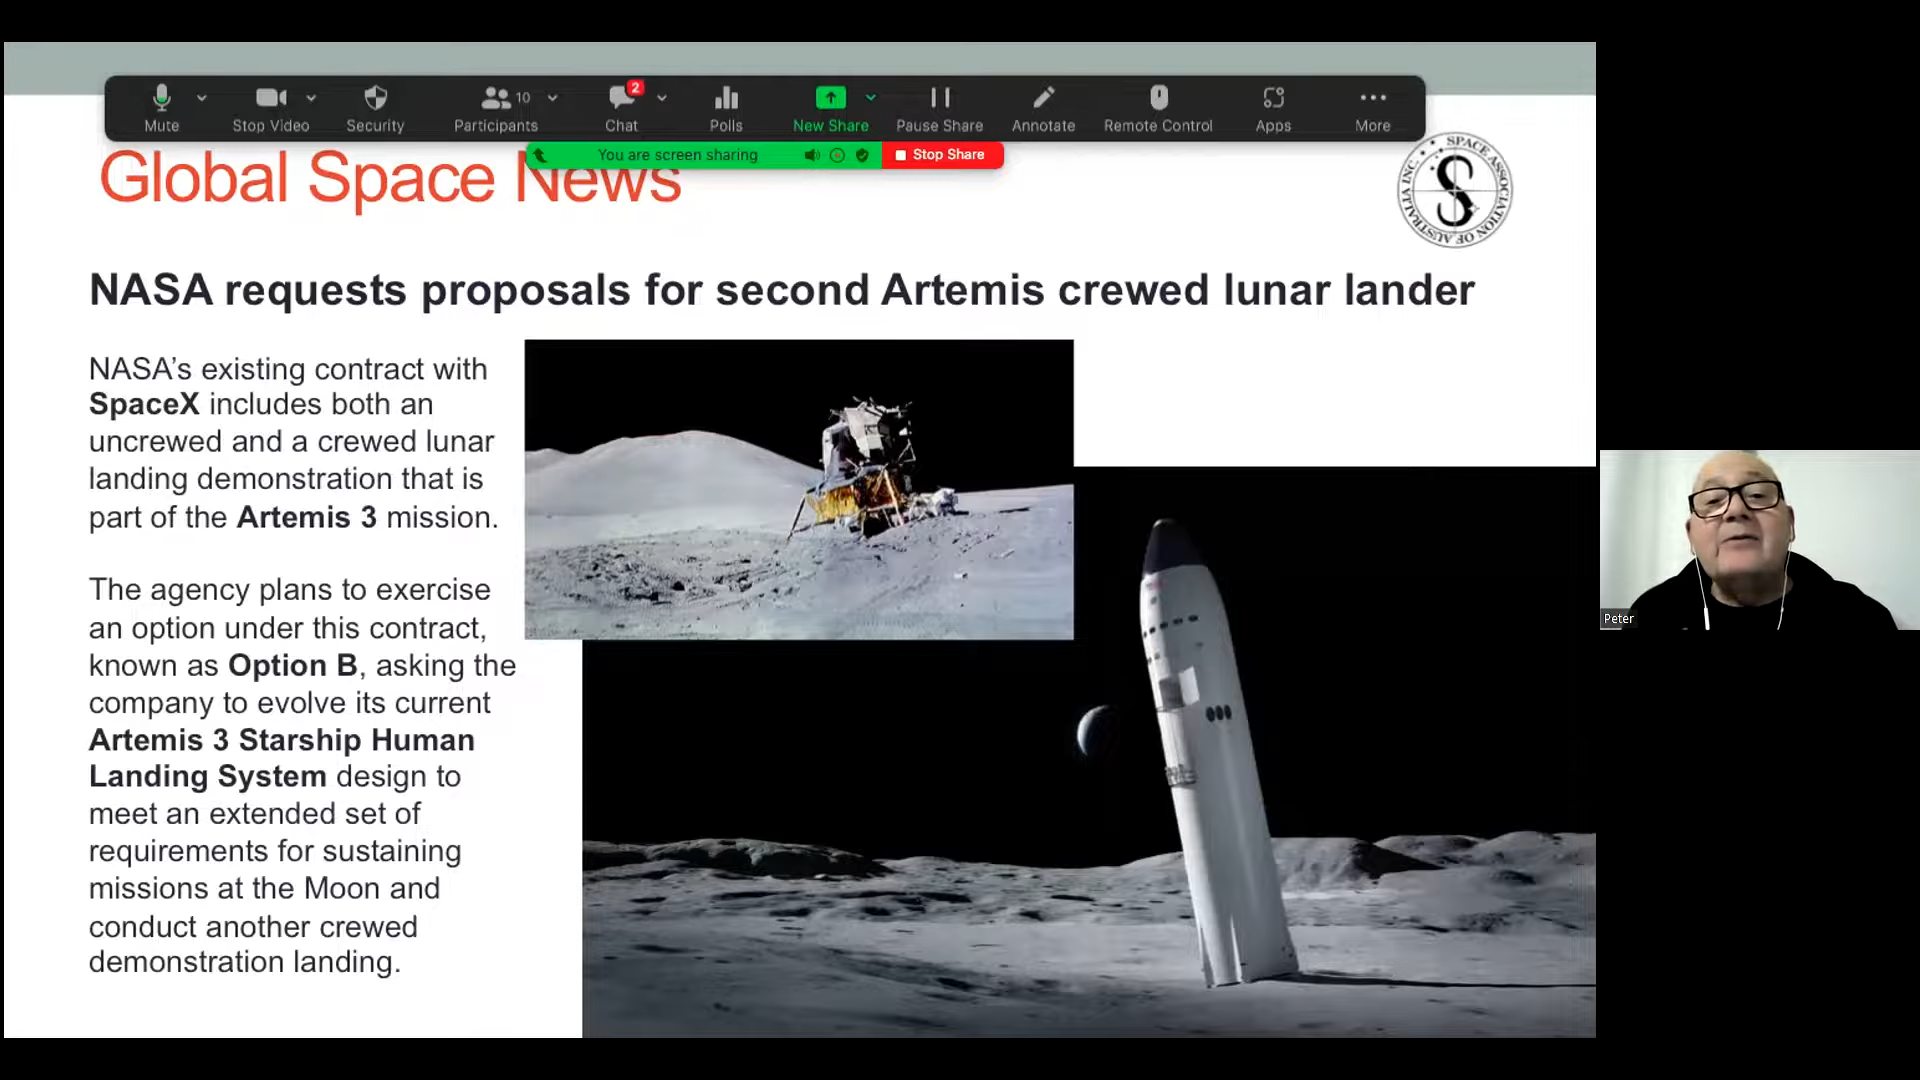 Mute
Stop Video
Security
10
Participants
2
Chat
Polls
New Share
Pause Share
Annotate
Remote Control
Apps
More
You are screen sharing
Stop Share
Global Space News
SPACE ASSOCIATION OF AUSTRALIA INC.
S
NASA requests proposals for second Artemis crewed lunar lander
NASA’s existing contract with
SpaceX includes both an
uncrewed and a crewed lunar
landing demonstration that is
part of the Artemis 3 mission.
The agency plans to exercise
an option under this contract,
known as Option B, asking the
company to evolve its current
Artemis 3 Starship Human
Landing System design to
meet an extended set of
requirements for sustaining
missions at the Moon and
conduct another crewed
demonstration landing.
Peter